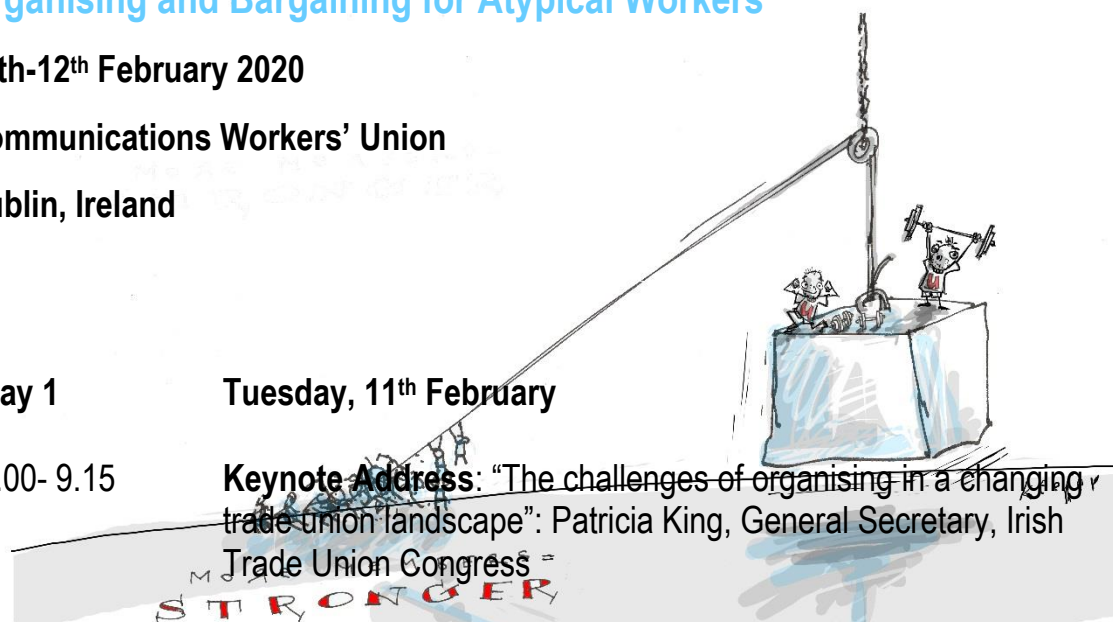 rganising and Bargaining for Atypical Workers
th-12th February 2020
ommunications Workers’ Union
ublin, Ireland
ay 1 Tuesday, 11th February
.00- 9.15 Keynote Address: “The challenges of organising in a changing
trade union landscape”: Patricia King, General Secretary, Irish
Trade Union Congress
STRONGER
U
U